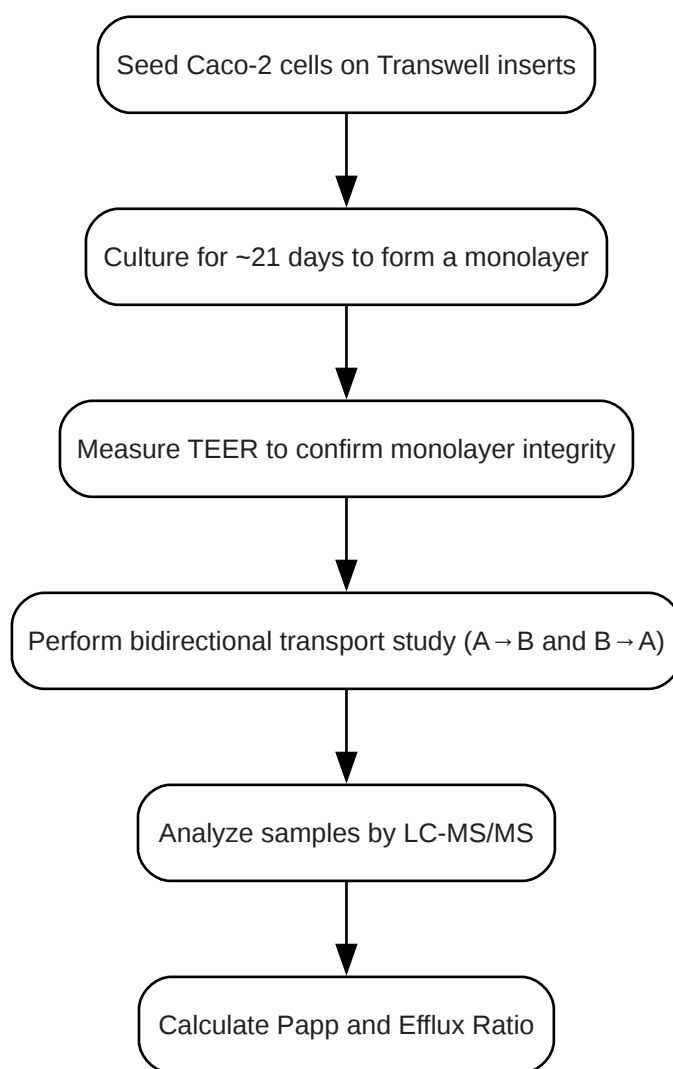 Seed Caco-2 cells on Transwell inserts
Culture for ~21 days to form a monolayer
Measure TEER to confirm monolayer integrity
Perform bidirectional transport study (A→B and B→A)
Analyze samples by LC-MS/MS
Calculate Papp and Efflux Ratio